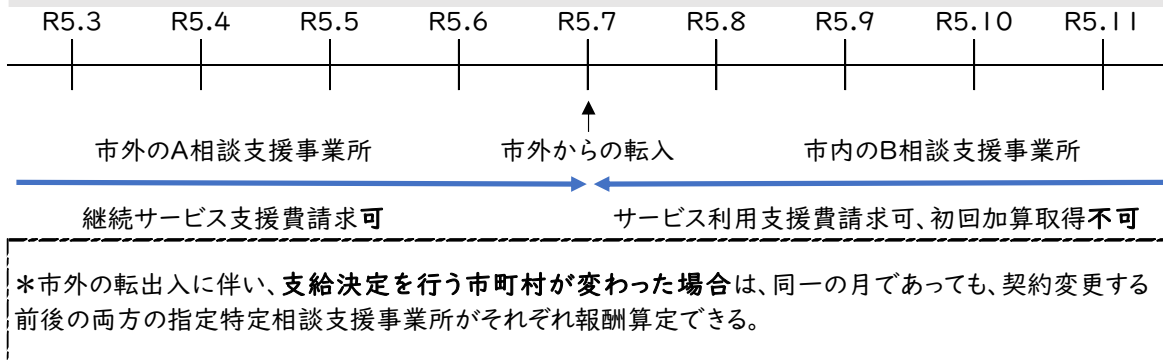 R5.3 R5.4 R5.5 R5.6 R5.7 R5.8 R5.9 R5.10 R5.11
市外のA相談支援事業所 市外からの転入 市内のB相談支援事業所
継続サービス支援費請求可 サービス利用支援費請求可、初回加算取得不可
＊市外の転出入に伴い、支給決定を行う市町村が変わった場合は、同一の月であっても、契約変更する
前後の両方の指定特定相談支援事業所がそれぞれ報酬算定できる。